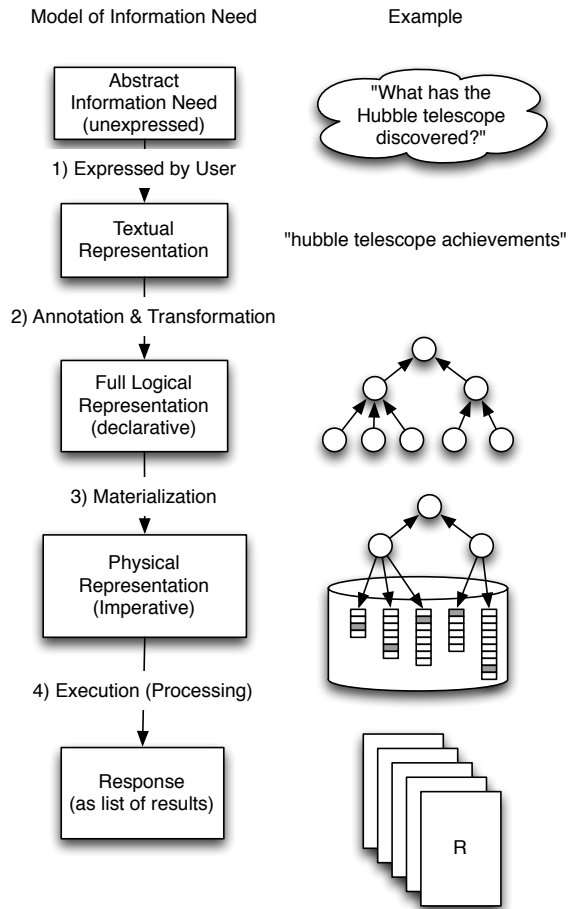 Model of Information Need
Example
Abstract
Information Need
(unexpressed)
"What has the
Hubble telescope
discovered?"
1) Expressed by User
Textual
Representation
"hubble telescope achievements"
2) Annotation & Transformation
Full Logical
Representation
(declarative)
3) Materialization
Physical
Representation
(Imperative)
4) Execution (Processing)
Response
(as list of results)
R